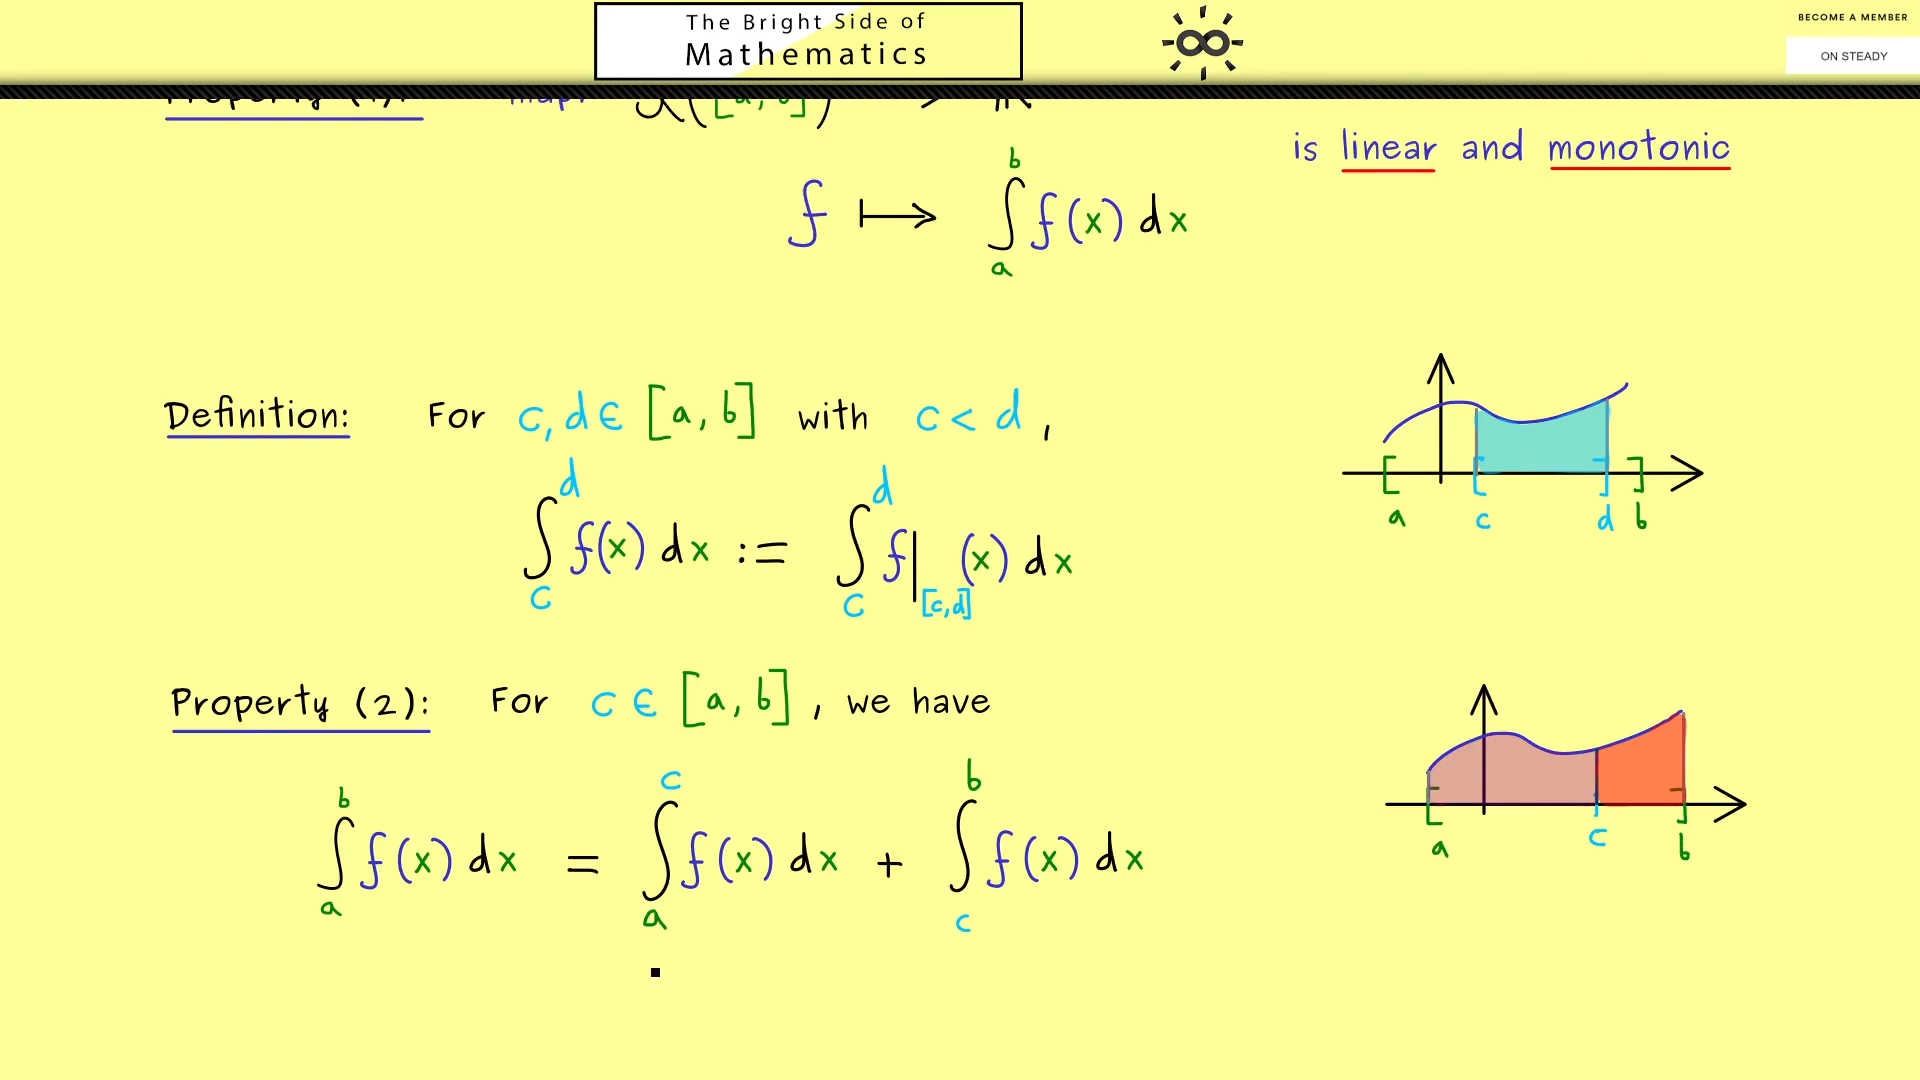 The Bright Side of
Mathematics
BECOME A MEMBER
ON STEADY
is linear and monotonic
f ↦ ∫_a^b f(x) dx
Definition: For c, d ∈ [a, b] with c < d ,
∫_c^d f(x) dx := ∫_c^d f|_[c,d] (x) dx
a c d b
Property (2): For c ∈ [a, b] , we have
∫_a^b f(x) dx = ∫_a^c f(x) dx + ∫_c^b f(x) dx
a c b